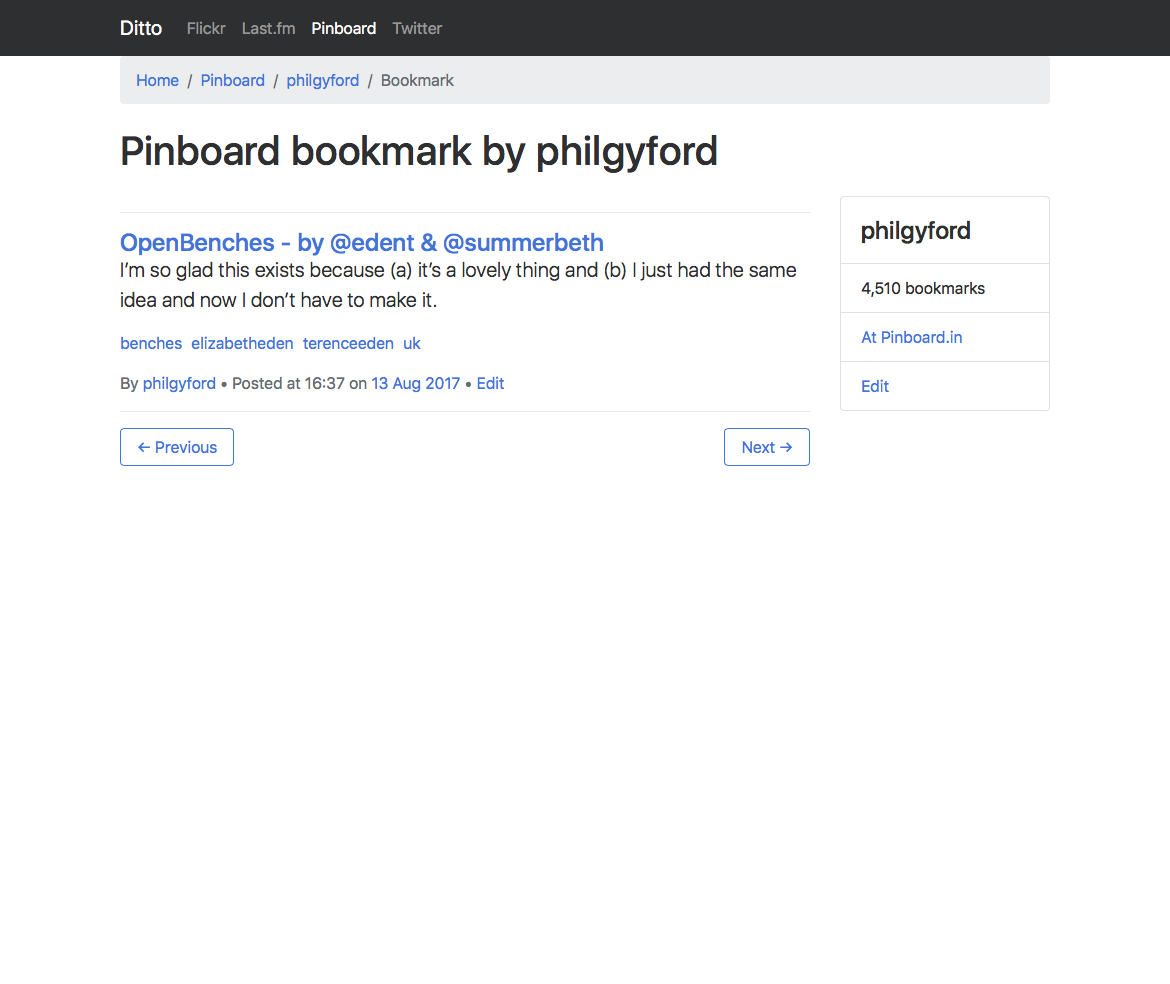 Ditto Flickr Last.fm Pinboard Twitter
Home / Pinboard / philgyford / Bookmark
Pinboard bookmark by philgyford
OpenBenches - by @edent & @summerbeth
I’m so glad this exists because (a) it’s a lovely thing and (b) I just had the same
idea and now I don’t have to make it.
benches elizabetheden terenceeden uk
By philgyford • Posted at 16:37 on 13 Aug 2017 • Edit
← Previous
Next →
philgyford
4,510 bookmarks
At Pinboard.in
Edit